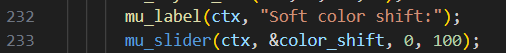 232 mu_label(ctx, "Soft color shift:");
233 mu_slider(ctx, &color_shift, 0, 100);